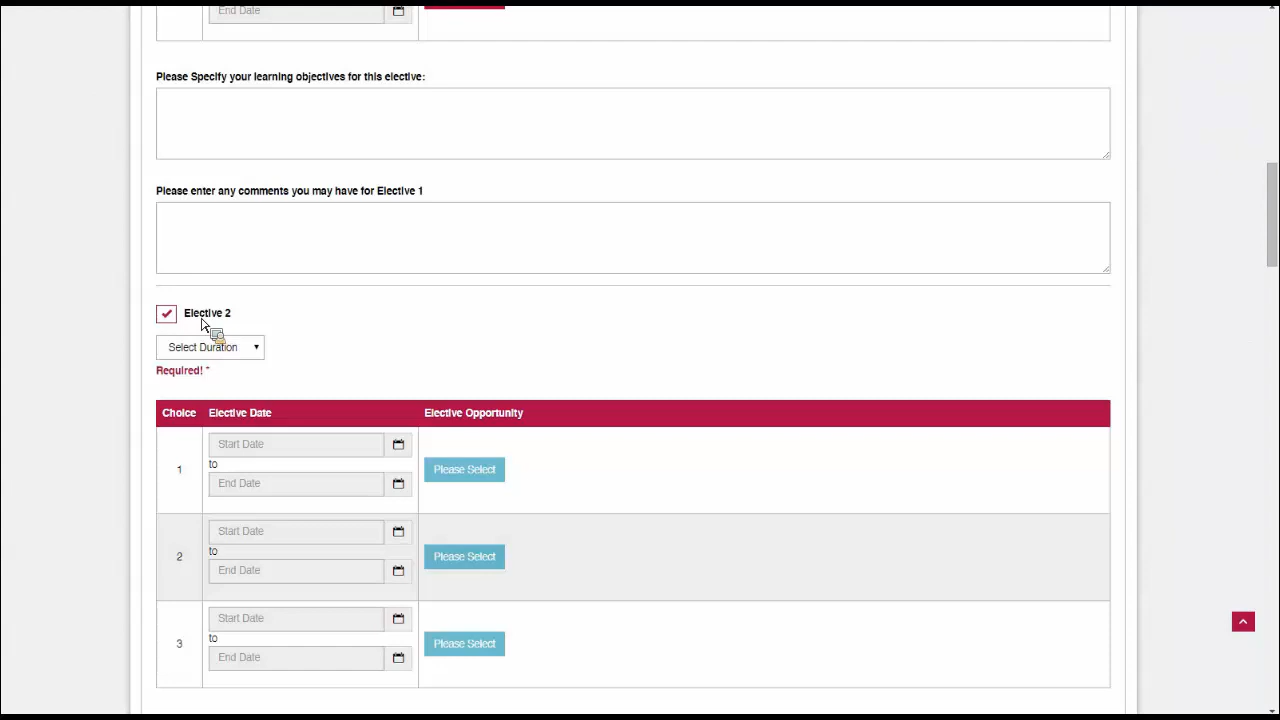 End Date
Please Specify your learning objectives for this elective:
Please enter any comments you may have for Elective 1
Elective 2
Select Duration
Required! *
Choice Elective Date Elective Opportunity
Start Date
to
1 Please Select
End Date
Start Date
to
2 Please Select
End Date
Start Date
to
3 Please Select
End Date